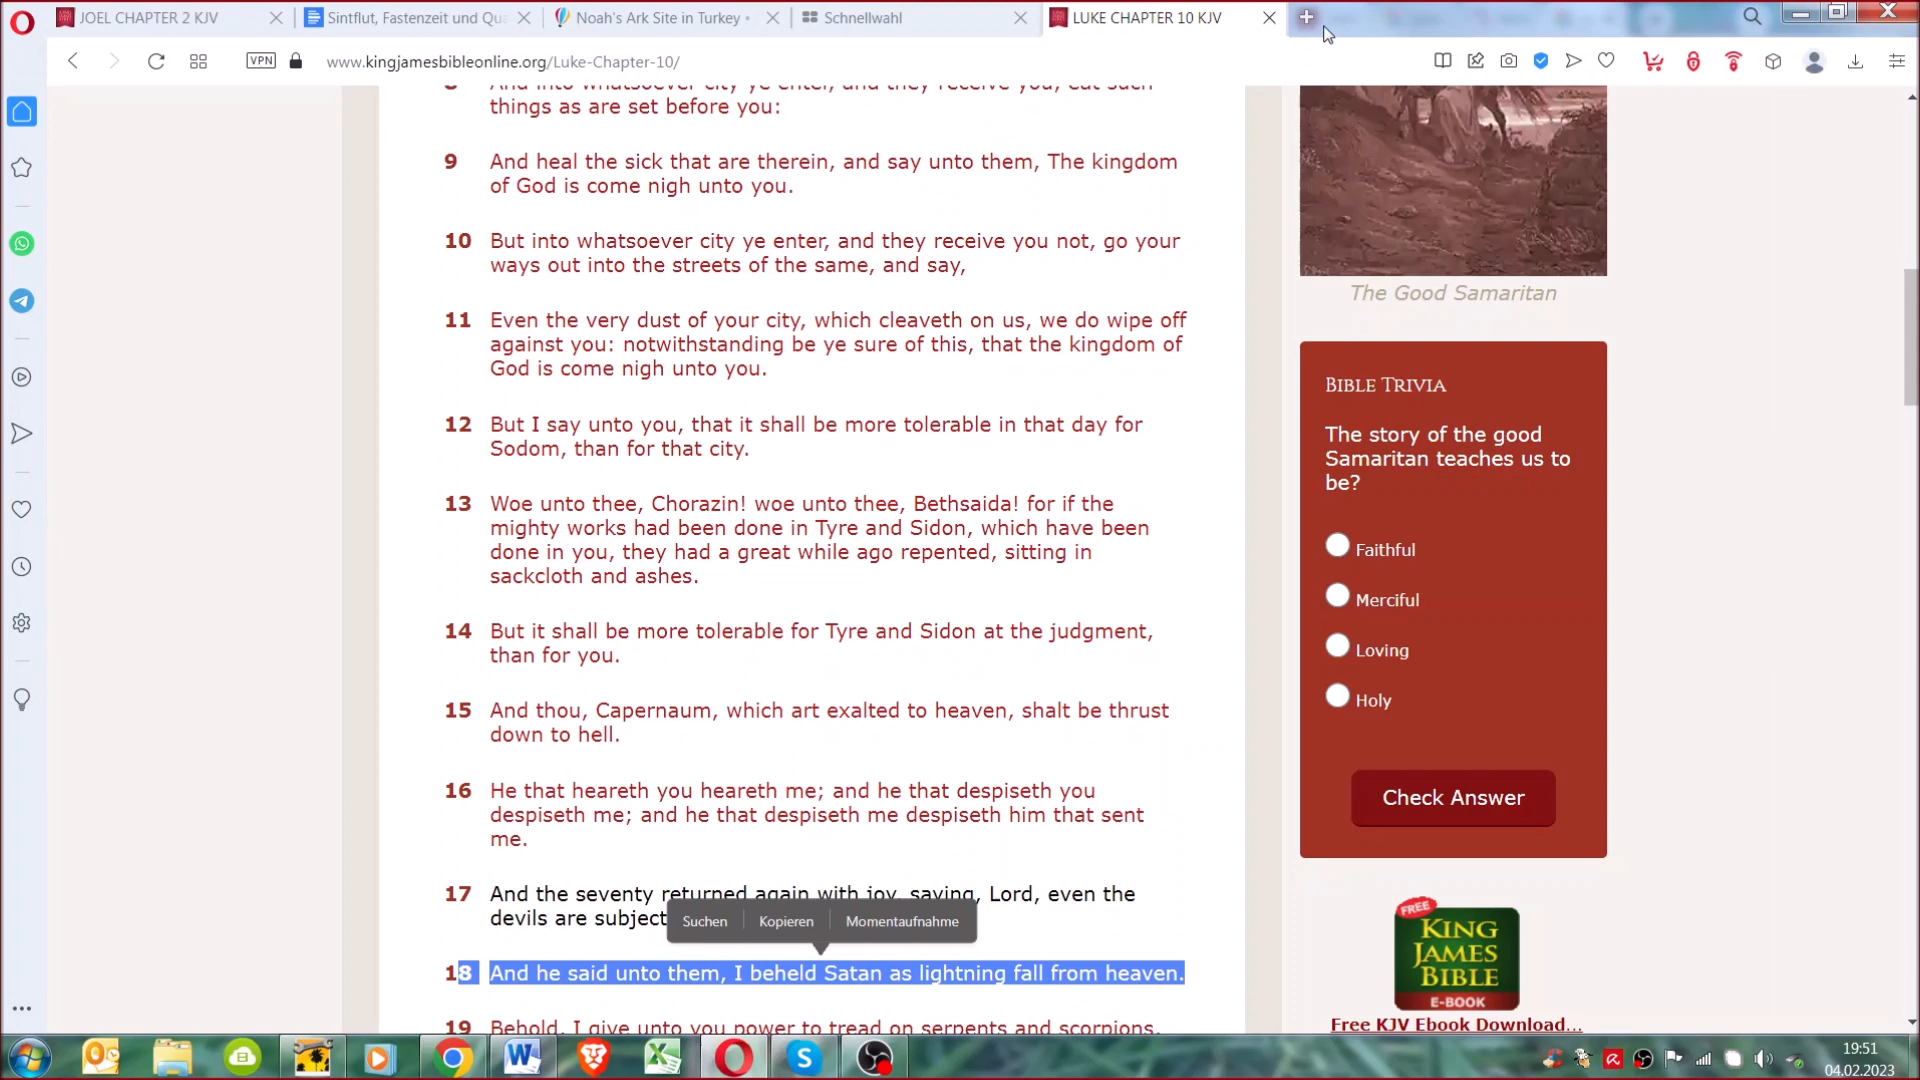 JOEL CHAPTER 2 KJV
Sintflut, Fastenzeit und Qua
Noah's Ark Site in Turkey •
Schnellwahl
LUKE CHAPTER 10 KJV
VPN
www.kingjamesbibleonline.org/Luke-Chapter-10/
8 And into whatsoever city ye enter, and they receive you, eat such
things as are set before you:
9 And heal the sick that are therein, and say unto them, The kingdom
of God is come nigh unto you.
10 But into whatsoever city ye enter, and they receive you not, go your
ways out into the streets of the same, and say,
11 Even the very dust of your city, which cleaveth on us, we do wipe off
against you: notwithstanding be ye sure of this, that the kingdom of
God is come nigh unto you.
12 But I say unto you, that it shall be more tolerable in that day for
Sodom, than for that city.
13 Woe unto thee, Chorazin! woe unto thee, Bethsaida! for if the
mighty works had been done in Tyre and Sidon, which have been
done in you, they had a great while ago repented, sitting in
sackcloth and ashes.
14 But it shall be more tolerable for Tyre and Sidon at the judgment,
than for you.
15 And thou, Capernaum, which art exalted to heaven, shalt be thrust
down to hell.
16 He that heareth you heareth me; and he that despiseth you
despiseth me; and he that despiseth me despiseth him that sent
me.
17 And the seventy returned again with joy, saying, Lord, even the
devils are subject
Suchen Kopieren Momentaufnahme
18 And he said unto them, I beheld Satan as lightning fall from heaven.
19 Behold, I give unto you power to tread on serpents and scorpions,
The Good Samaritan
BIBLE TRIVIA
The story of the good
Samaritan teaches us to
be?
Faithful
Merciful
Loving
Holy
Check Answer
FREE
KING
JAMES
BIBLE
E-BOOK
Free KJV Ebook Download...
19:51
04.02.2023